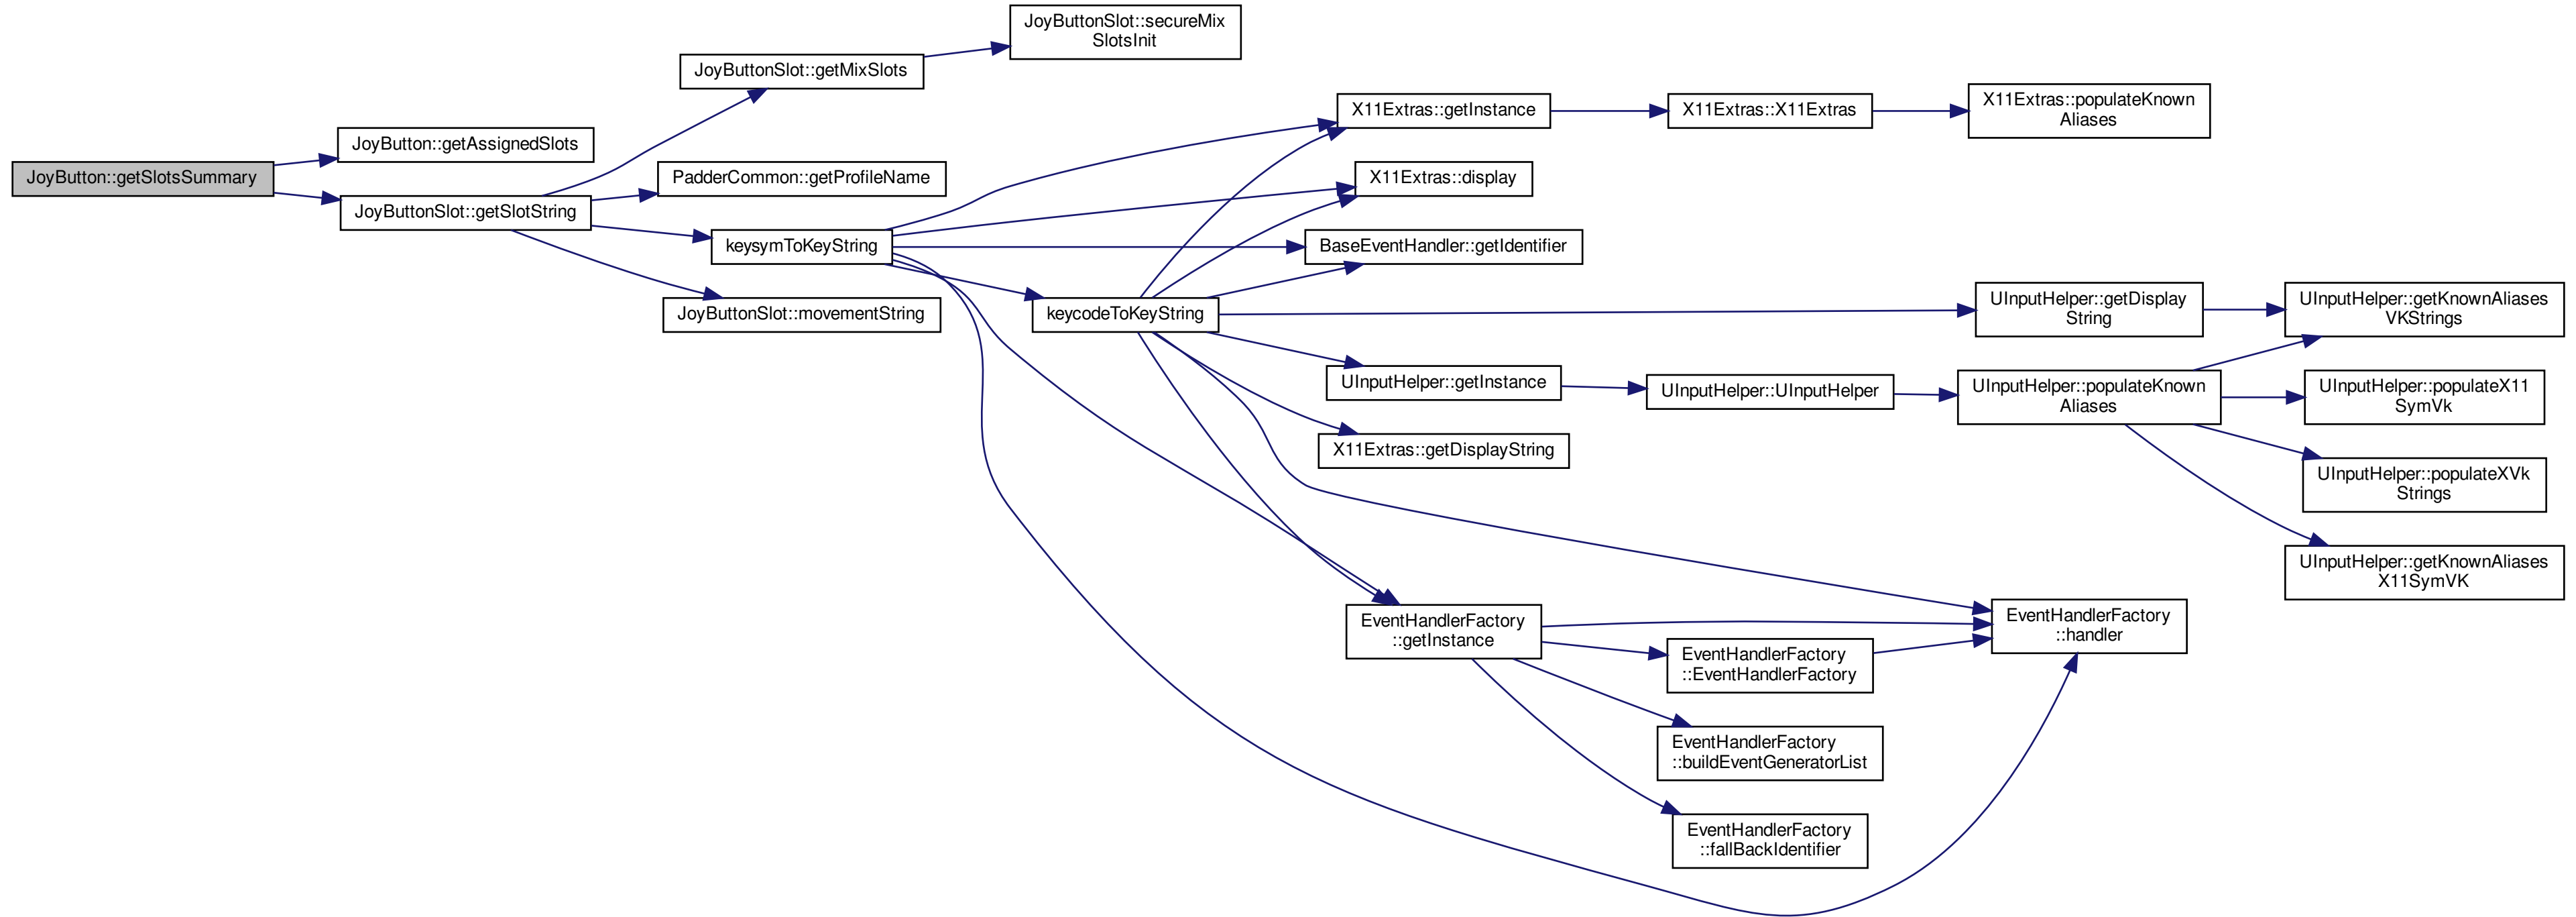 JoyButton::getSlotsSummary
JoyButton::getAssignedSlots
JoyButtonSlot::getSlotString
JoyButtonSlot::getMixSlots
JoyButtonSlot::secureMix
SlotsInit
PadderCommon::getProfileName
keysymToKeyString
JoyButtonSlot::movementString
keycodeToKeyString
X11Extras::getInstance
X11Extras::X11Extras
X11Extras::populateKnown
Aliases
X11Extras::display
BaseEventHandler::getIdentifier
UInputHelper::getDisplay
String
UInputHelper::getKnownAliases
VKStrings
UInputHelper::getInstance
UInputHelper::UInputHelper
UInputHelper::populateKnown
Aliases
UInputHelper::populateX11
SymVk
UInputHelper::populateXVk
Strings
UInputHelper::getKnownAliases
X11SymVK
X11Extras::getDisplayString
EventHandlerFactory
::getInstance
EventHandlerFactory
::handler
EventHandlerFactory
::EventHandlerFactory
EventHandlerFactory
::buildEventGeneratorList
EventHandlerFactory
::fallBackIdentifier